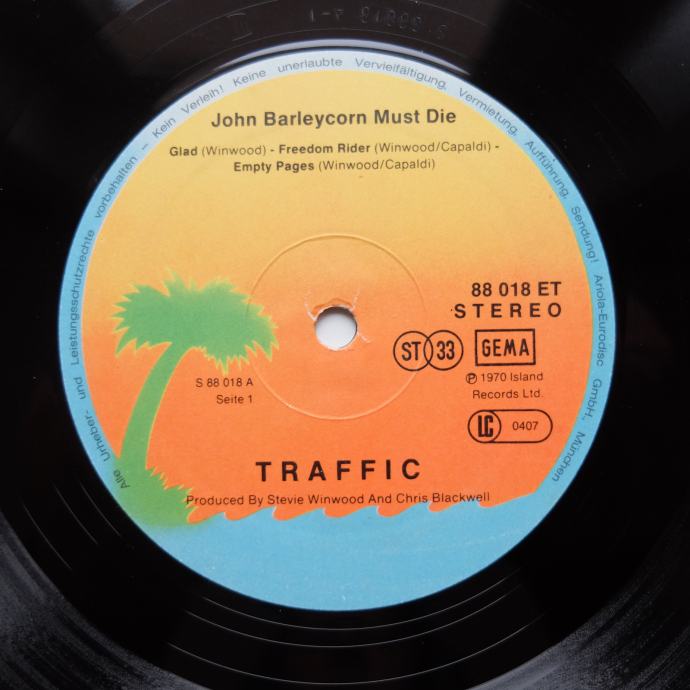 Alle Urheber- und Leistungsschutzrechte vorbehalten – Kein Verleih! Keine unerlaubte Vervielfältigung, Vermietung, Aufführung, Sendung! Ariola-Eurodisc GmbH, München
John Barleycorn Must Die
Glad (Winwood) - Freedom Rider (Winwood/Capaldi) -
Empty Pages (Winwood/Capaldi)
88 018 ET
STEREO
ST 33 GEMA
S 88 018 A
Seite 1
℗ 1970 Island
Records Ltd.
LC 0407
TRAFFIC
Produced By Stevie Winwood And Chris Blackwell